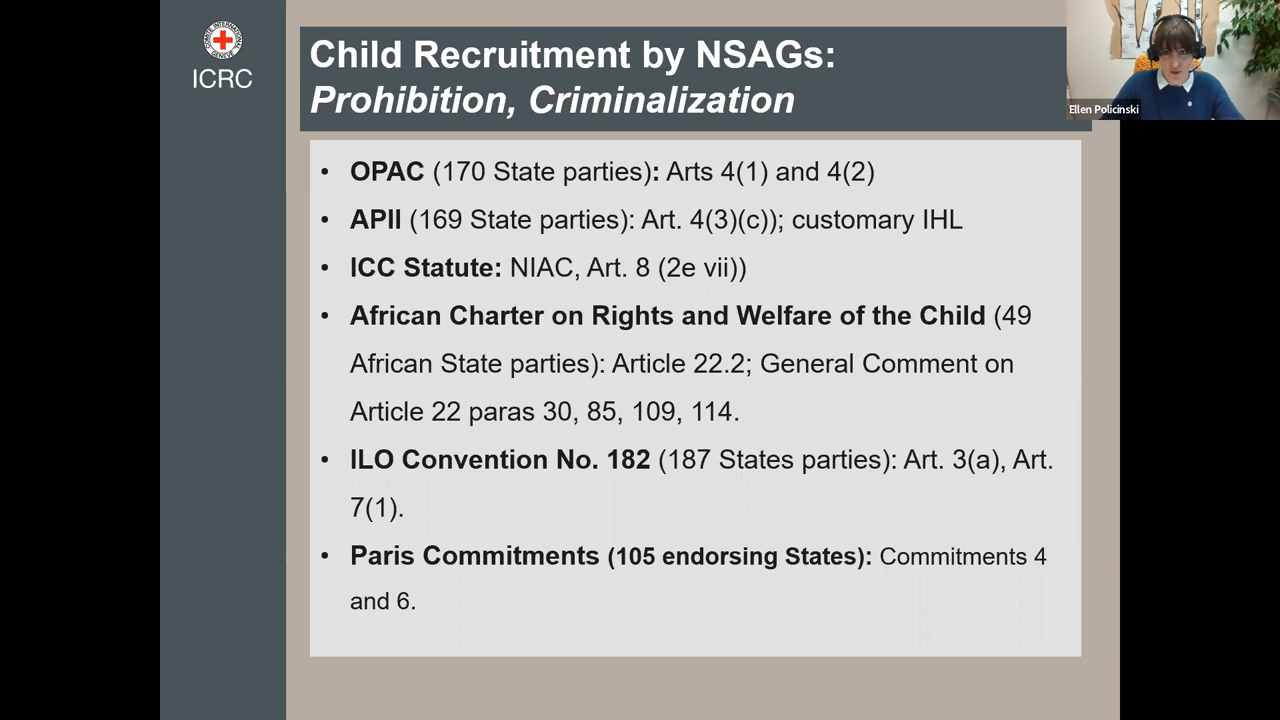 COMITE INTERNATIONAL GENEVE
ICRC
Child Recruitment by NSAGs:
Prohibition, Criminalization
Ellen Policinski
• OPAC (170 State parties): Arts 4(1) and 4(2)
• APII (169 State parties): Art. 4(3)(c)); customary IHL
• ICC Statute: NIAC, Art. 8 (2e vii))
• African Charter on Rights and Welfare of the Child (49
African State parties): Article 22.2; General Comment on
Article 22 paras 30, 85, 109, 114.
• ILO Convention No. 182 (187 States parties): Art. 3(a), Art.
7(1).
• Paris Commitments (105 endorsing States): Commitments 4
and 6.